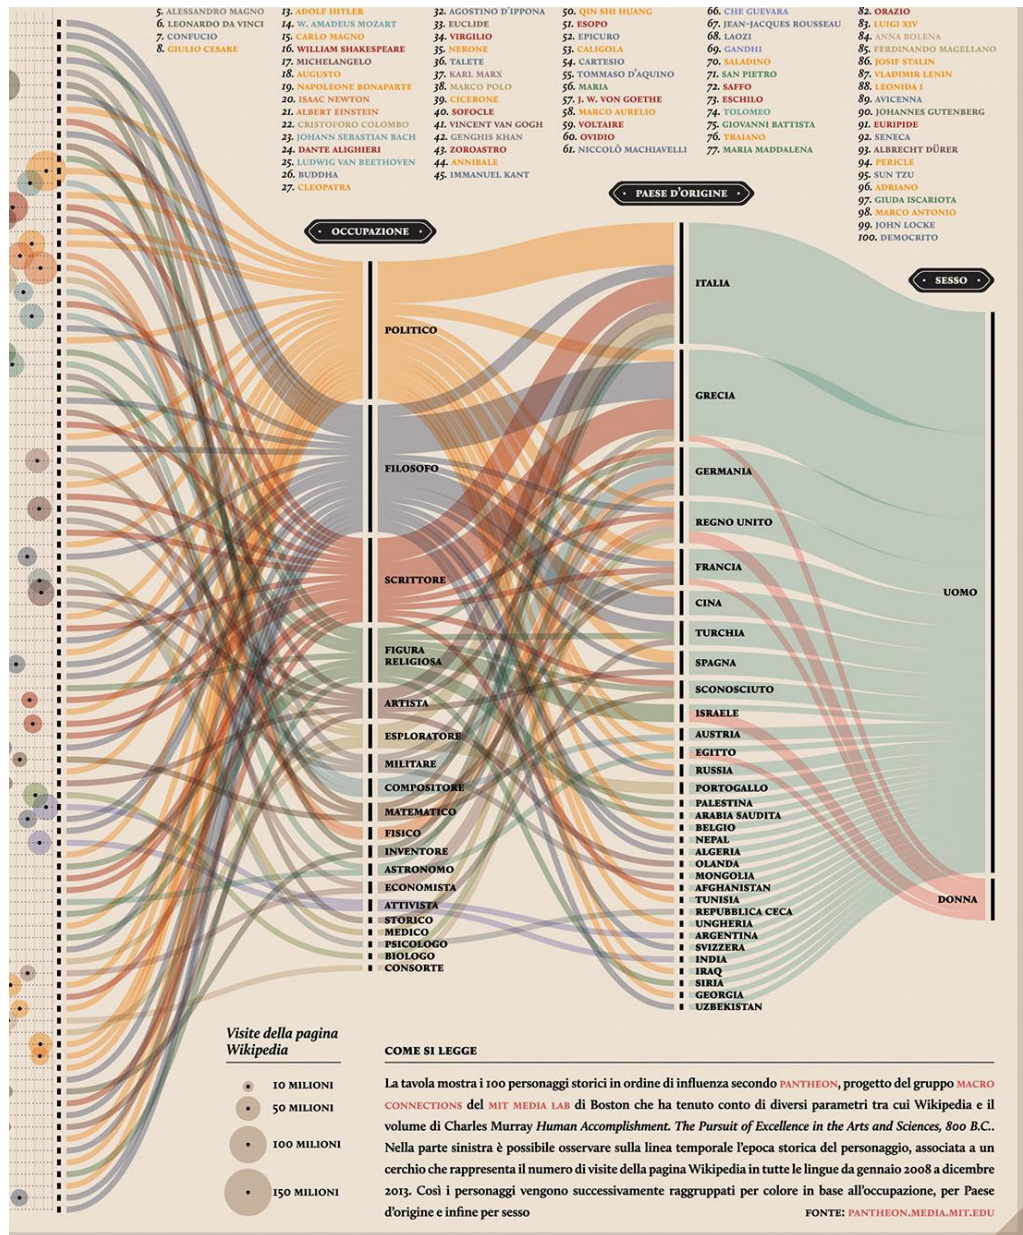 5. ALESSANDRO MAGNO
6. LEONARDO DA VINCI
7. CONFUCIO
8. GIULIO CESARE
13. ADOLF HITLER
14. W. AMADEUS MOZART
15. CARLO MAGNO
16. WILLIAM SHAKESPEARE
17. MICHELANGELO
18. AUGUSTO
19. NAPOLEONE BONAPARTE
20. ISAAC NEWTON
21. ALBERT EINSTEIN
22. CRISTOFORO COLOMBO
23. JOHANN SEBASTIAN BACH
24. DANTE ALIGHIERI
25. LUDWIG VAN BEETHOVEN
26. BUDDHA
27. CLEOPATRA
32. AGOSTINO D'IPPONA
33. EUCLIDE
34. VIRGILIO
35. NERONE
36. TALETE
37. KARL MARX
38. MARCO POLO
39. CICERONE
40. SOFOCLE
41. VINCENT VAN GOGH
42. GENGHIS KHAN
43. ZOROASTRO
44. ANNIBALE
45. IMMANUEL KANT
50. QIN SHI HUANG
51. ESOPO
52. EPICURO
53. CALIGOLA
54. CARTESIO
55. TOMMASO D'AQUINO
56. MARIA
57. J. W. VON GOETHE
58. MARCO AURELIO
59. VOLTAIRE
60. OVIDIO
61. NICCOLÒ MACHIAVELLI
66. CHE GUEVARA
67. JEAN-JACQUES ROUSSEAU
68. LAOZI
69. GANDHI
70. SALADINO
71. SAN PIETRO
72. SAFFO
73. ESCHILO
74. TOLOMEO
75. GIOVANNI BATTISTA
76. TRAIANO
77. MARIA MADDALENA
82. ORAZIO
83. LUIGI XIV
84. ANNA BOLENA
85. FERDINANDO MAGELLANO
86. JOSIF STALIN
87. VLADIMIR LENIN
88. LEONIDA I
89. AVICENNA
90. JOHANNES GUTENBERG
91. EURIPIDE
92. SENECA
93. ALBRECHT DÜRER
94. PERICLE
95. SUN TZU
96. ADRIANO
97. GIUDA ISCARIOTA
98. MARCO ANTONIO
99. JOHN LOCKE
100. DEMOCRITO
OCCUPAZIONE
POLITICO
FILOSOFO
SCRITTORE
FIGURA
RELIGIOSA
ARTISTA
ESPLORATORE
MILITARE
COMPOSITORE
MATEMATICO
FISICO
INVENTORE
ASTRONOMO
ECONOMISTA
ATTIVISTA
STORICO
MEDICO
PSICOLOGO
BIOLOGO
CONSORTE
PAESE D'ORIGINE
ITALIA
GRECIA
GERMANIA
REGNO UNITO
FRANCIA
CINA
TURCHIA
SPAGNA
SCONOSCIUTO
ISRAELE
AUSTRIA
EGITTO
RUSSIA
PORTOGALLO
PALESTINA
ARABIA SAUDITA
BELGIO
NEPAL
ALGERIA
OLANDA
MONGOLIA
AFGHANISTAN
TUNISIA
REPUBBLICA CECA
UNGHERIA
ARGENTINA
SVIZZERA
INDIA
IRAQ
SIRIA
GEORGIA
UZBEKISTAN
SESSO
UOMO
DONNA
Visite della pagina
Wikipedia
10 MILIONI
50 MILIONI
100 MILIONI
150 MILIONI
COME SI LEGGE
La tavola mostra i 100 personaggi storici in ordine di influenza secondo PANTHEON, progetto del gruppo MACRO
CONNECTIONS del MIT MEDIA LAB di Boston che ha tenuto conto di diversi parametri tra cui Wikipedia e il
volume di Charles Murray Human Accomplishment. The Pursuit of Excellence in the Arts and Sciences, 800 B.C..
Nella parte sinistra è possibile osservare sulla linea temporale l'epoca storica del personaggio, associata a un
cerchio che rappresenta il numero di visite della pagina Wikipedia in tutte le lingue da gennaio 2008 a dicembre
2013. Così i personaggi vengono successivamente raggruppati per colore in base all'occupazione, per Paese
d'origine e infine per sesso
FONTE: PANTHEON.MEDIA.MIT.EDU